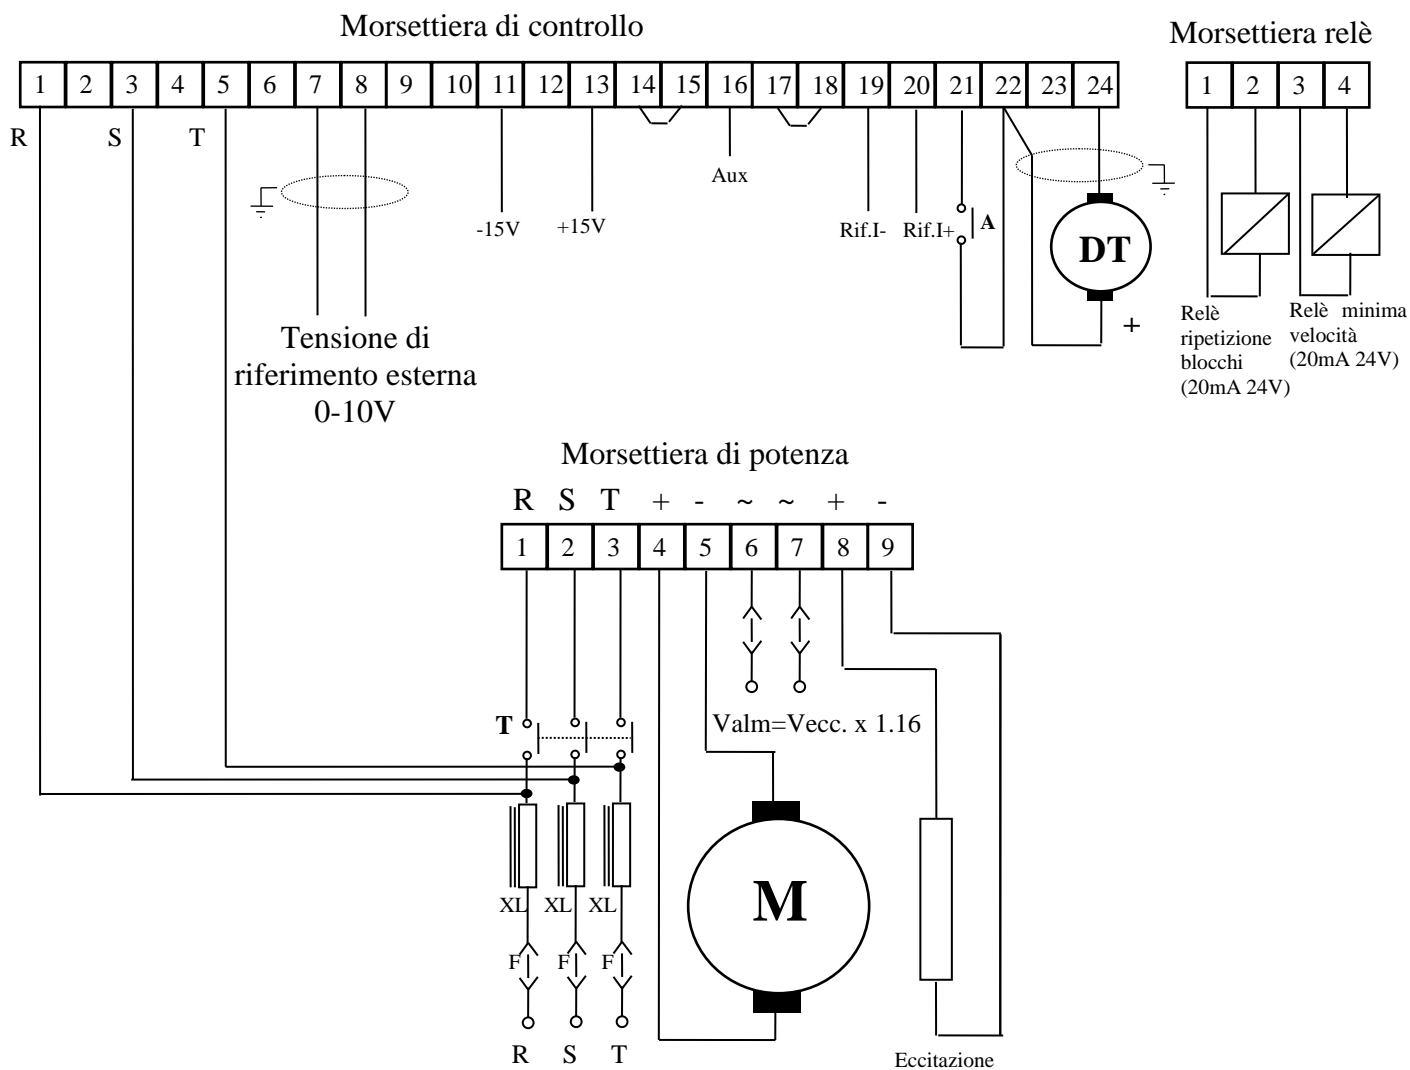 Morsettiera di controllo
Morsettiera relè
1 2 3 4 5 6 7 8 9 10 11 12 13 14 15 16 17 18 19 20 21 22 23 24
1 2 3 4
R S T
Aux
-15V +15V
Rif.I- Rif.I+ A
DT
+
Tensione di
riferimento esterna
0-10V
Relè
ripetizione
blocchi
(20mA 24V)
Relè minima
velocità
(20mA 24V)
Morsettiera di potenza
R S T + - ~ ~ + -
1 2 3 4 5 6 7 8 9
T
Valm=Vecc. x 1.16
XL XL XL
M
F F F
R S T
Eccitazione